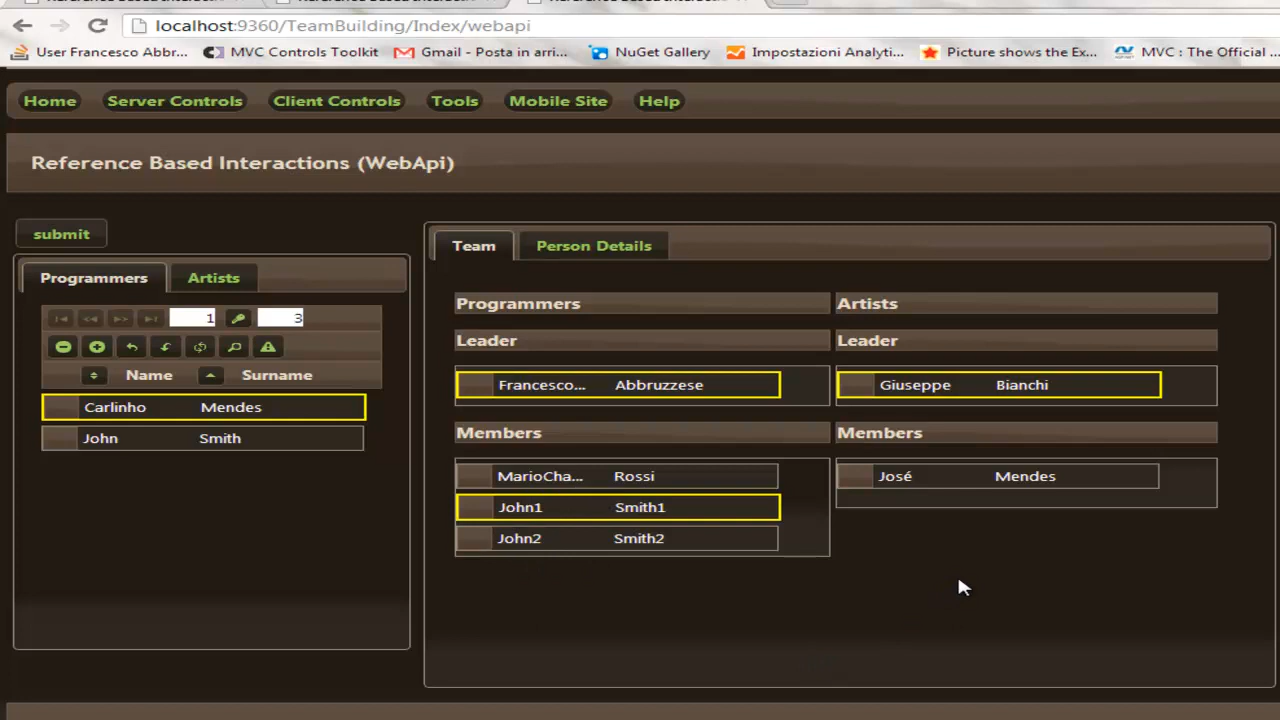 localhost:9360/TeamBuilding/Index/webapi
User Francesco Abbr... MVC Controls Toolkit Gmail - Posta in arri... NuGet Gallery Impostazioni Analyti... Picture shows the Ex... MVC : The Official
Home Server Controls Client Controls Tools Mobile Site Help
Reference Based Interactions (WebApi)
submit
Programmers Artists
1 3
Name Surname
Carlinho Mendes
John Smith
Team Person Details
Programmers Artists
Leader Leader
Francesco... Abbruzzese Giuseppe Bianchi
Members Members
MarioCha... Rossi José Mendes
John1 Smith1
John2 Smith2